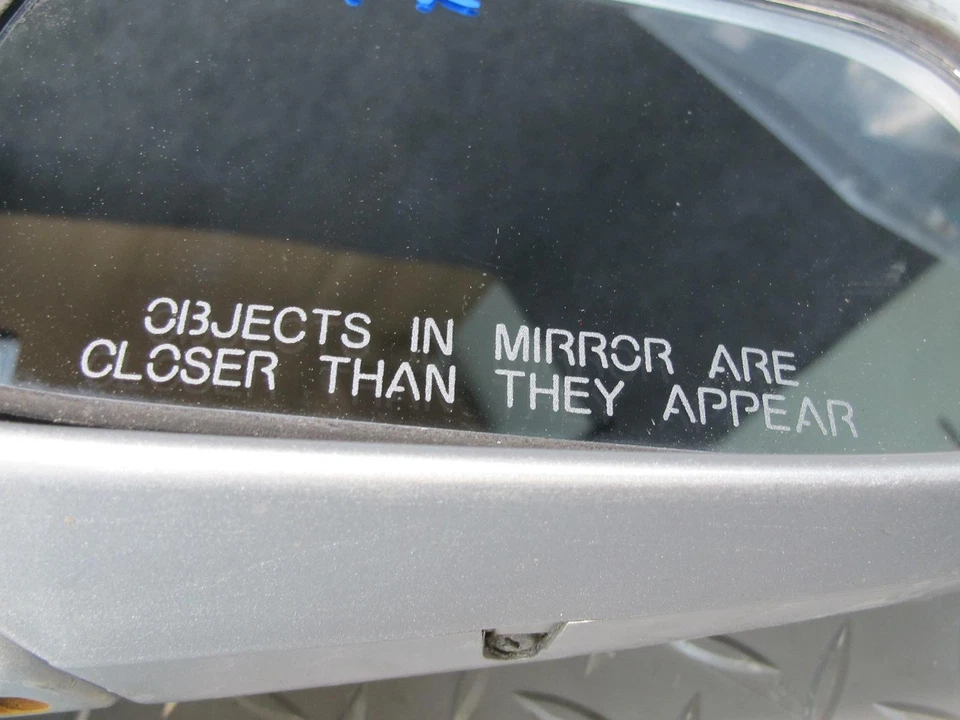 OBJECTS IN MIRROR ARE
CLOSER THAN THEY APPEAR